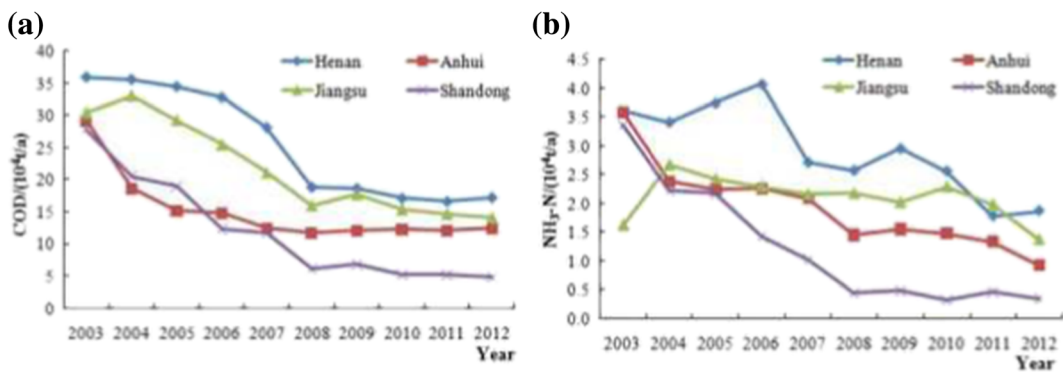 (a)
COD/(10⁴t/a)
40
35
30
25
20
15
10
5
0
Henan
Anhui
Jiangsu
Shandong
2003 2004 2005 2006 2007 2008 2009 2010 2011 2012
Year
(b)
NH₃-N/(10⁴t/a)
4.5
4.0
3.5
3.0
2.5
2.0
1.5
1.0
0.5
0.0
Henan
Anhui
Jiangsu
Shandong
2003 2004 2005 2006 2007 2008 2009 2010 2011 2012
Year